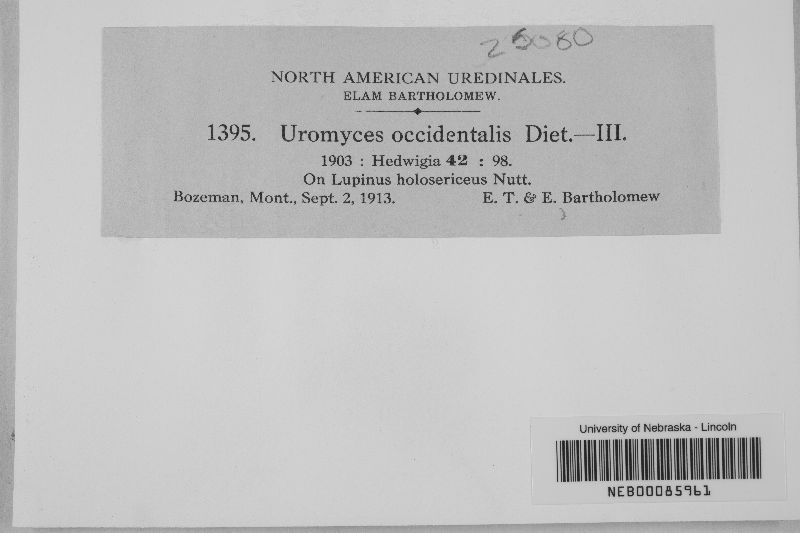 25080
NORTH AMERICAN UREDINALES.
ELAM BARTHOLOMEW.
1395. Uromyces occidentalis Diet.—III.
1903 : Hedwigia 42 : 98.
On Lupinus holosericeus Nutt.
Bozeman, Mont., Sept. 2, 1913. E. T. & E. Bartholomew
University of Nebraska - Lincoln
NEB00085961